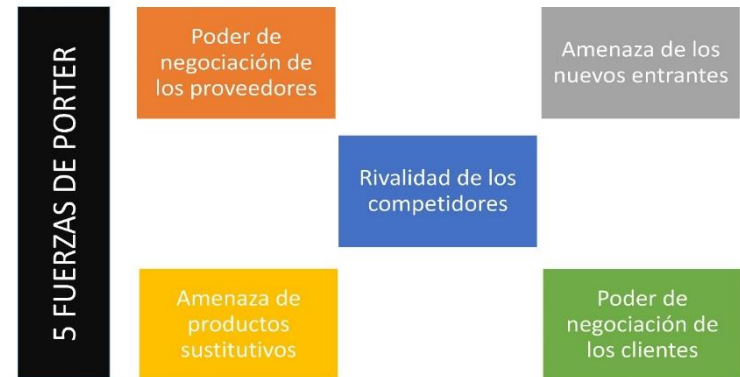 5 FUERZAS DE PORTER
Poder de
negociación de
los proveedores
Amenaza de los
nuevos entrantes
Rivalidad de los
competidores
Amenaza de
productos
sustitutivos
Poder de
negociación de
los clientes